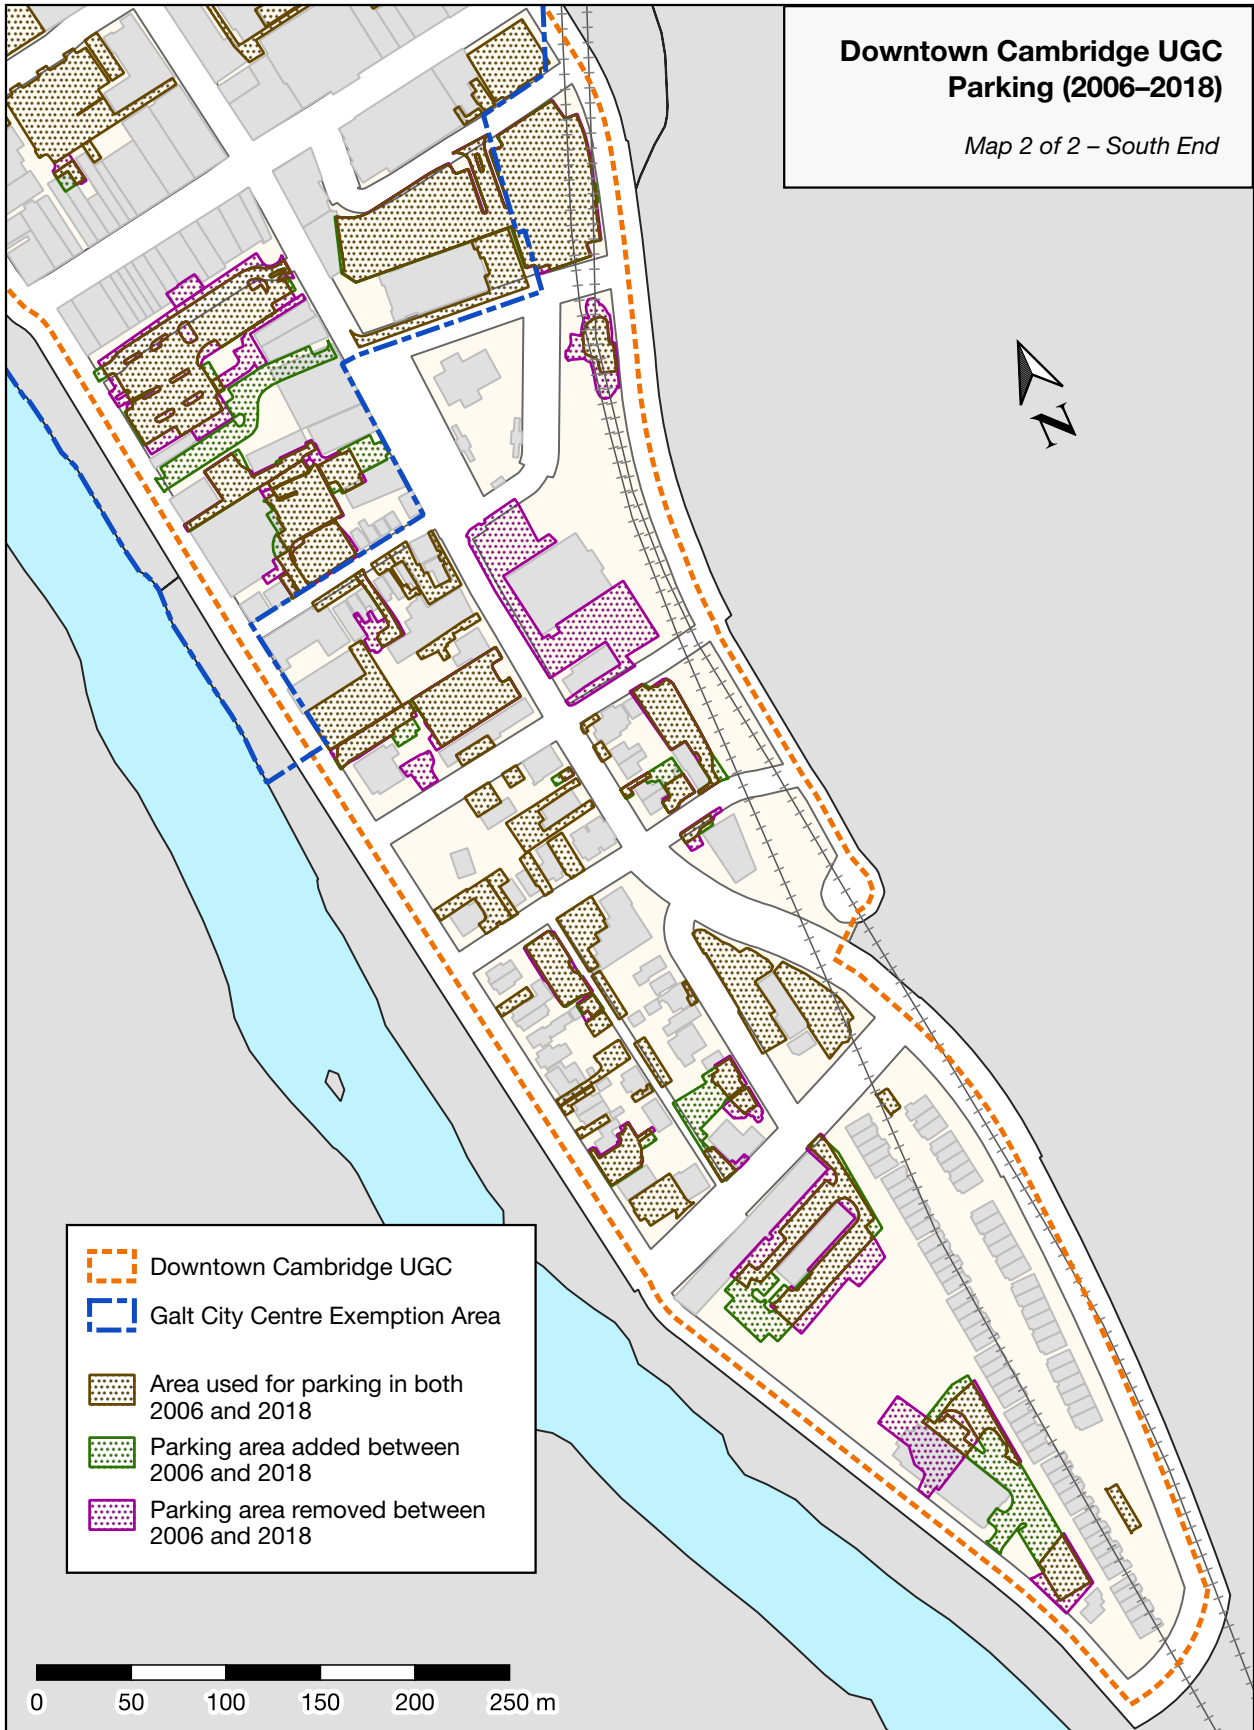 Downtown Cambridge UGC
Parking (2006–2018)
Map 2 of 2 – South End
N
Downtown Cambridge UGC
Galt City Centre Exemption Area
Area used for parking in both
2006 and 2018
Parking area added between
2006 and 2018
Parking area removed between
2006 and 2018
0 50 100 150 200 250 m